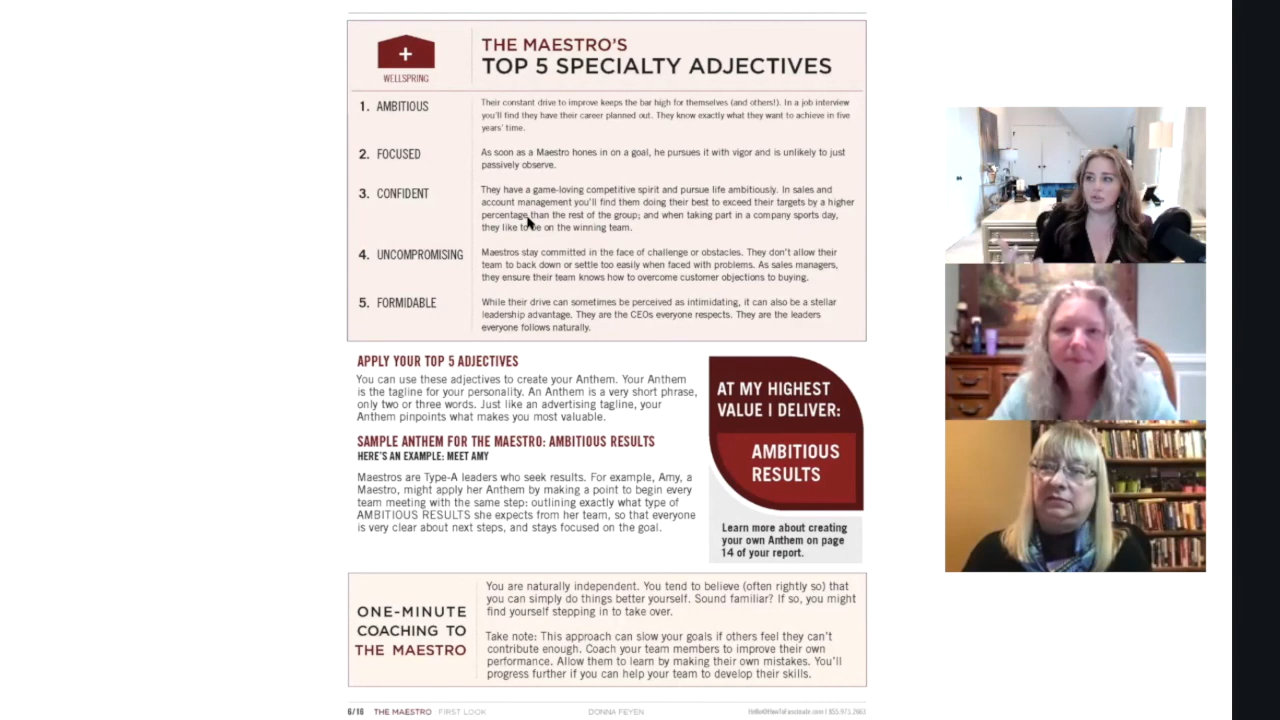 THE MAESTRO'S
TOP 5 SPECIALTY ADJECTIVES
WELLSPRING
1. AMBITIOUS
Their constant drive to improve keeps the bar high for themselves (and others!). In a job interview
you'll find they have their career planned out. They know exactly what they want to achieve in five
years' time.
2. FOCUSED
As soon as a Maestro hones in on a goal, he pursues it with vigor and is unlikely to just
passively observe.
3. CONFIDENT
They have a game-loving competitive spirit and pursue life ambitiously. In sales and
account management you'll find them doing their best to exceed their targets by a higher
percentage than the rest of the group; and when taking part in a company sports day,
they like to be on the winning team.
4. UNCOMPROMISING
Maestros stay committed in the face of challenge or obstacles. They don't allow their
team to back down or settle too easily when faced with problems. As sales managers,
they ensure their team knows how to overcome customer objections to buying.
5. FORMIDABLE
While their drive can sometimes be perceived as intimidating, it can also be a stellar
leadership advantage. They are the CEOs everyone respects. They are the leaders
everyone follows naturally.
APPLY YOUR TOP 5 ADJECTIVES
You can use these adjectives to create your Anthem. Your Anthem
is the tagline for your personality. An Anthem is a very short phrase,
only two or three words. Just like an advertising tagline, your
Anthem pinpoints what makes you most valuable.
SAMPLE ANTHEM FOR THE MAESTRO: AMBITIOUS RESULTS
HERE'S AN EXAMPLE: MEET AMY
Maestros are Type-A leaders who seek results. For example, Amy, a
Maestro, might apply her Anthem by making a point to begin every
team meeting with the same step: outlining exactly what type of
AMBITIOUS RESULTS she expects from her team, so that everyone
is very clear about next steps, and stays focused on the goal.
AT MY HIGHEST
VALUE I DELIVER:
AMBITIOUS
RESULTS
Learn more about creating
your own Anthem on page
14 of your report.
ONE-MINUTE
COACHING TO
THE MAESTRO
You are naturally independent. You tend to believe (often rightly so) that
you can simply do things better yourself. Sound familiar? If so, you might
find yourself stepping in to take over.
Take note: This approach can slow your goals if others feel they can't
contribute enough. Coach your team members to improve their own
performance. Allow them to learn by making their own mistakes. You'll
progress further if you can help your team to develop their skills.
6/16 THE MAESTRO FIRST LOOK DONNA FEYEN Hello@HowToFascinate.com | 855.973.2663